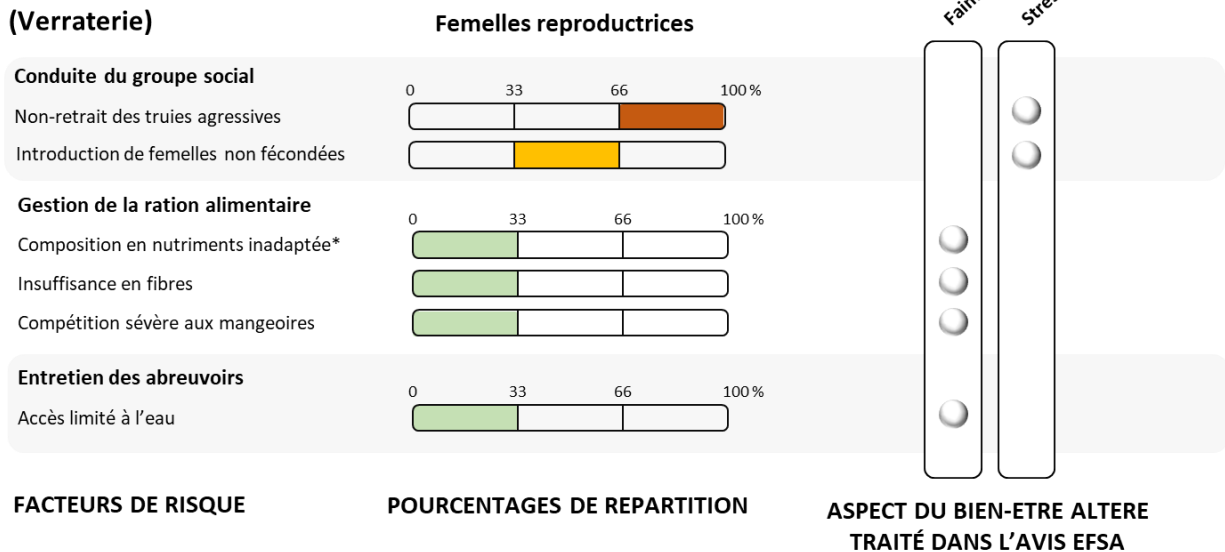 (Verraterie)
Femelles reproductrices
Faim
Conduite du groupe social
0 33 66 100 %
Non-retrait des truies agressives
Introduction de femelles non fécondées
Gestion de la ration alimentaire
0 33 66 100 %
Composition en nutriments inadaptée*
Insuffisance en fibres
Compétition sévère aux mangeoires
Entretien des abreuvoirs
0 33 66 100 %
Accès limité à l’eau
FACTEURS DE RISQUE
POURCENTAGES DE REPARTITION
ASPECT DU BIEN-ETRE ALTERE
TRAITÉ DANS L’AVIS EFSA